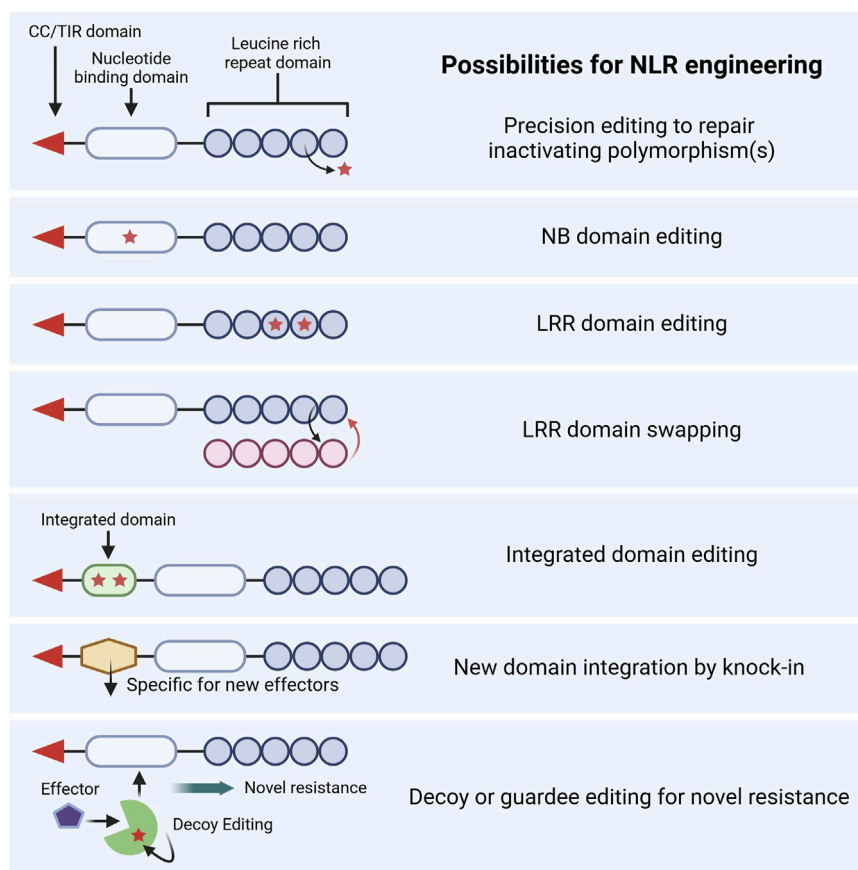 CC/TIR domain
Nucleotide
binding domain
Leucine rich
repeat domain
Possibilities for NLR engineering
Precision editing to repair
inactivating polymorphism(s)
NB domain editing
LRR domain editing
LRR domain swapping
Integrated domain
Integrated domain editing
Specific for new effectors
New domain integration by knock-in
Effector
Novel resistance
Decoy Editing
Decoy or guardee editing for novel resistance